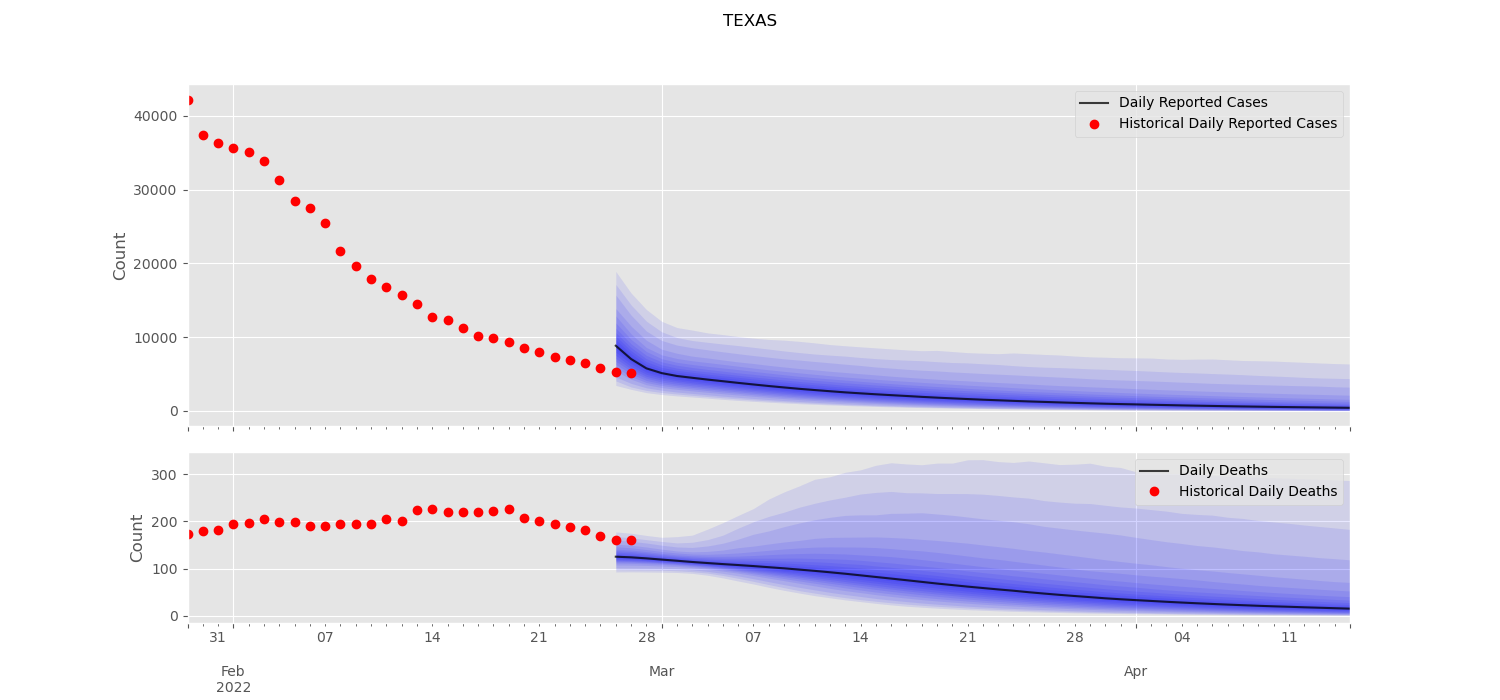 TEXAS
Count
40000
30000
20000
10000
0
Daily Reported Cases
Historical Daily Reported Cases
Count
300
200
100
0
Daily Deaths
Historical Daily Deaths
31 07 14 21 28 07 14 21 28 04 11
Feb Mar Apr
2022